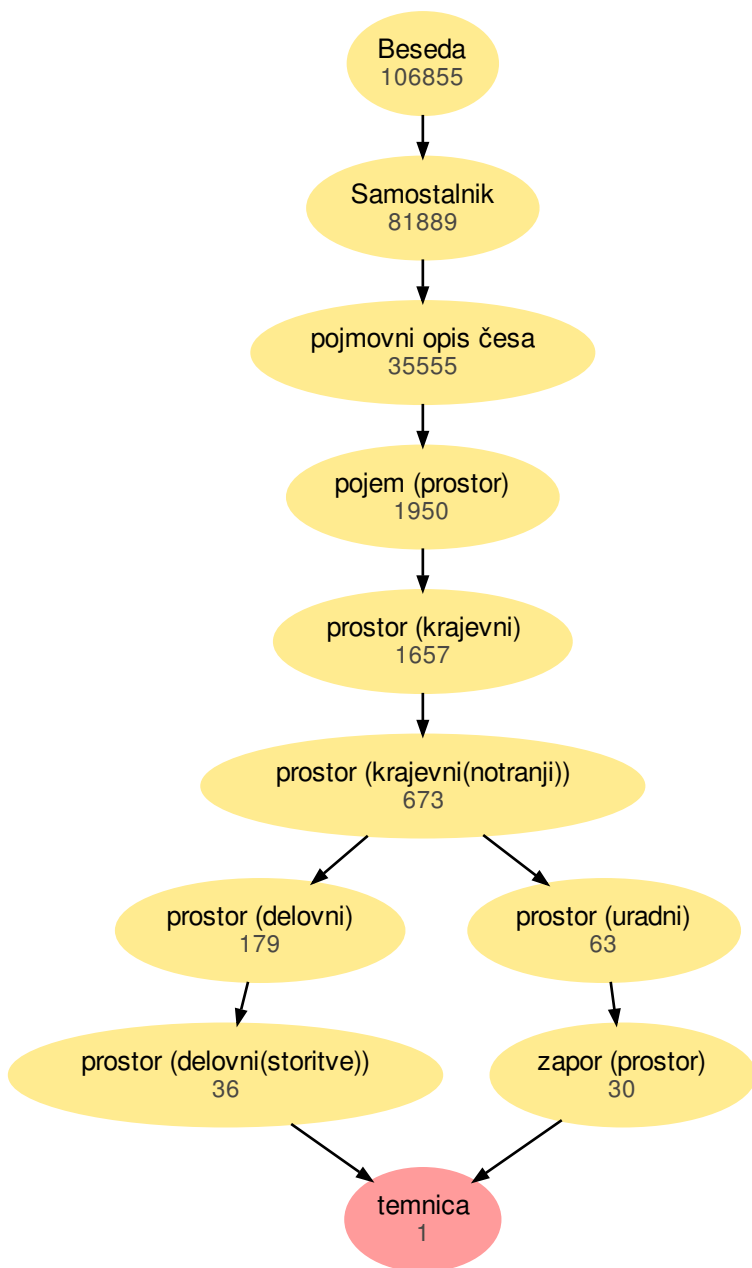 Beseda
106855
Samostalnik
81889
pojmovni opis česa
35555
pojem (prostor)
1950
prostor (krajevni)
1657
prostor (krajevni(notranji))
673
prostor (delovni)
179
prostor (uradni)
63
prostor (delovni(storitve))
36
zapor (prostor)
30
temnica
1